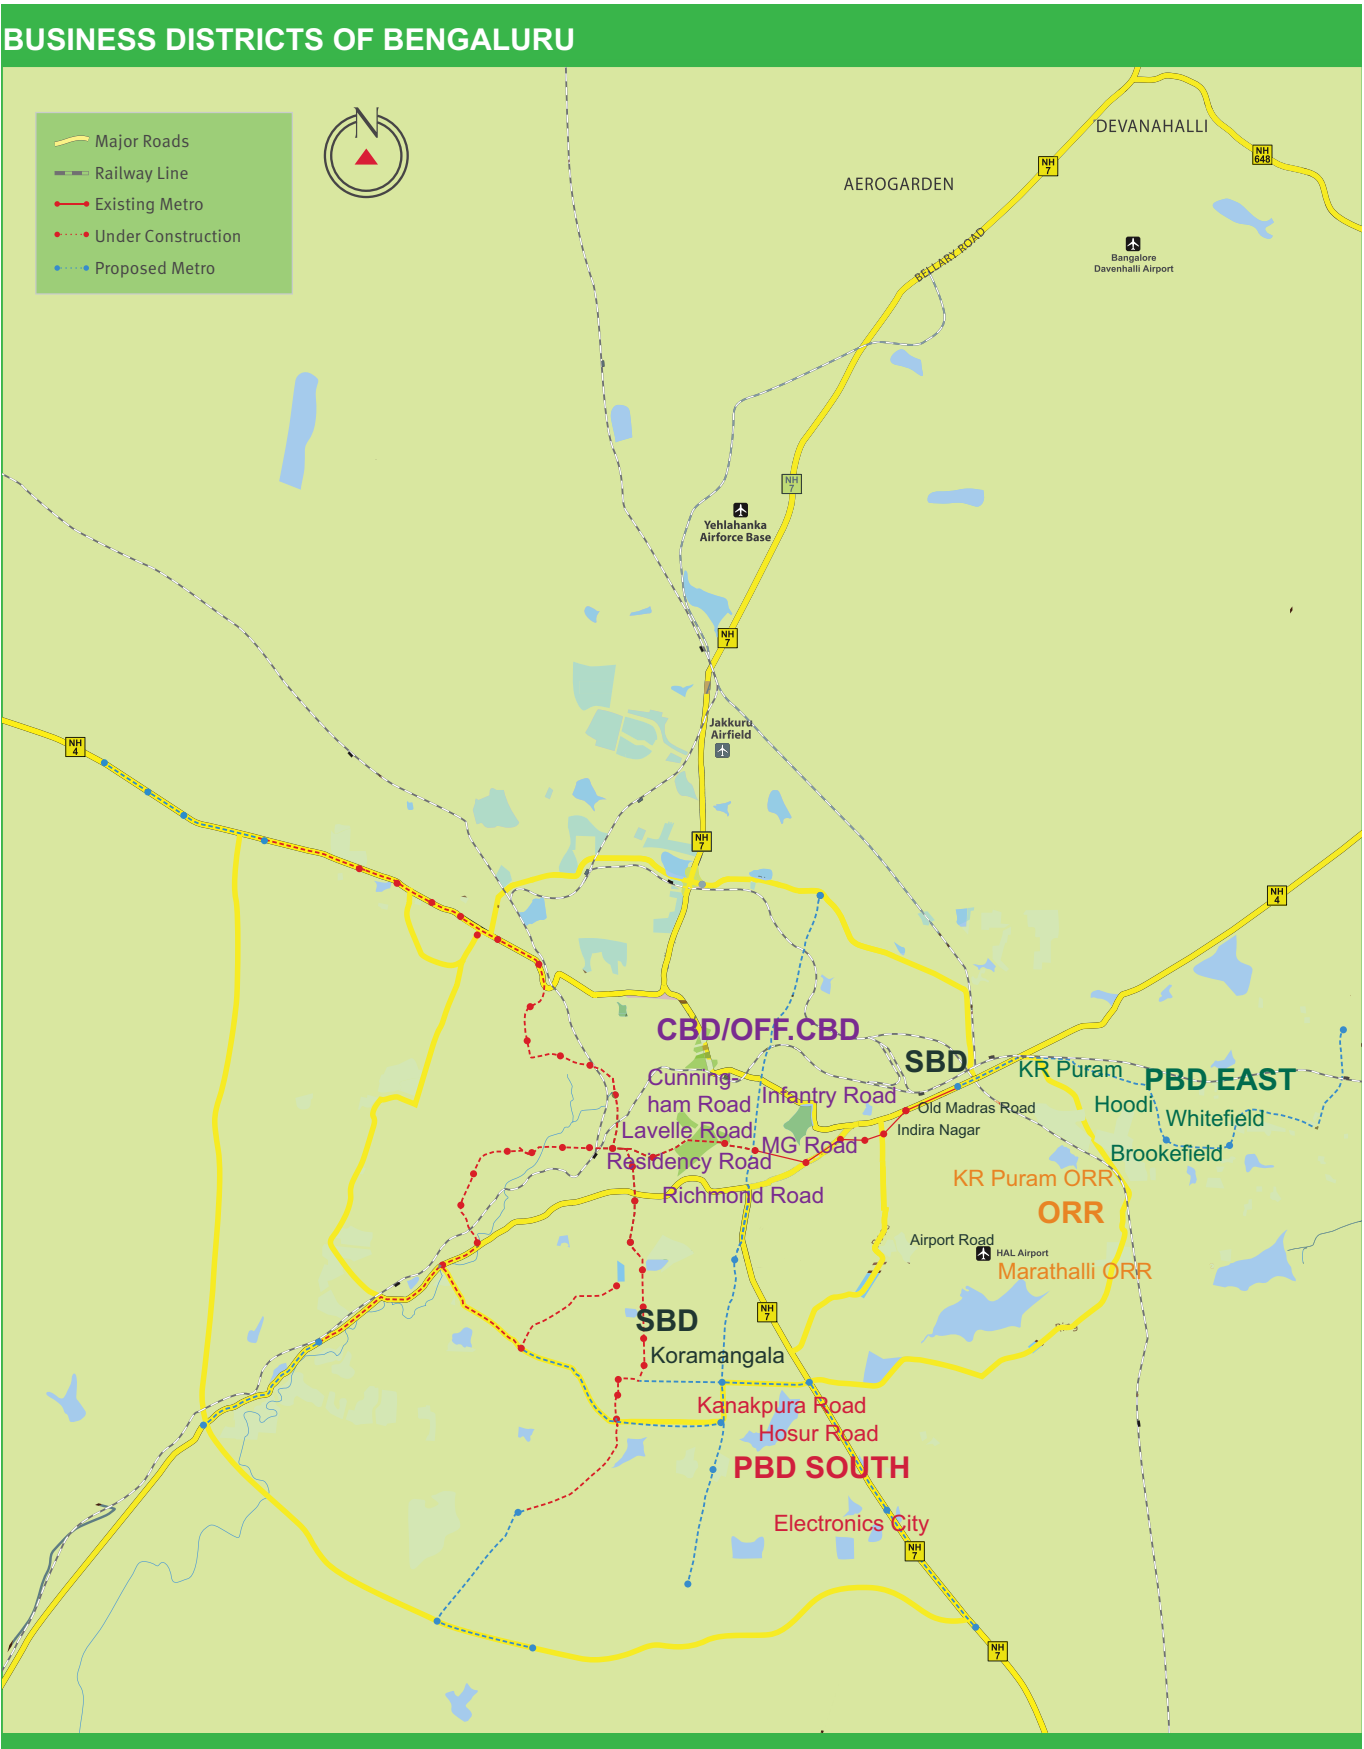 BUSINESS DISTRICTS OF BENGALURU
Major Roads
Railway Line
Existing Metro
Under Construction
Proposed Metro
N
DEVANAHALLI
NH
7
NH
648
AEROGARDEN
BELLARY ROAD
Bangalore
Davenhalli Airport
NH
7
Yehlahanka
Airforce Base
NH
7
Jakkuru
Airfield
NH
4
NH
7
NH
4
CBD/OFF.CBD
SBD
KR Puram
PBD EAST
Cunning-
ham Road
Infantry Road
Hoodi
Old Madras Road
Whitefield
Lavelle Road
Indira Nagar
MG Road
Brookefield
Residency Road
KR Puram ORR
Richmond Road
ORR
Airport Road
HAL Airport
Marathalli ORR
NH
7
SBD
Koramangala
Kanakpura Road
Hosur Road
PBD SOUTH
Electronics City
NH
7
NH
7